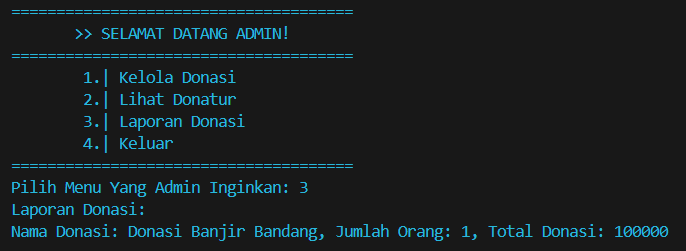 ======================================
>> SELAMAT DATANG ADMIN!
======================================
1.| Kelola Donasi
2.| Lihat Donatur
3.| Laporan Donasi
4.| Keluar
======================================
Pilih Menu Yang Admin Inginkan: 3
Laporan Donasi:
Nama Donasi: Donasi Banjir Bandang, Jumlah Orang: 1, Total Donasi: 100000